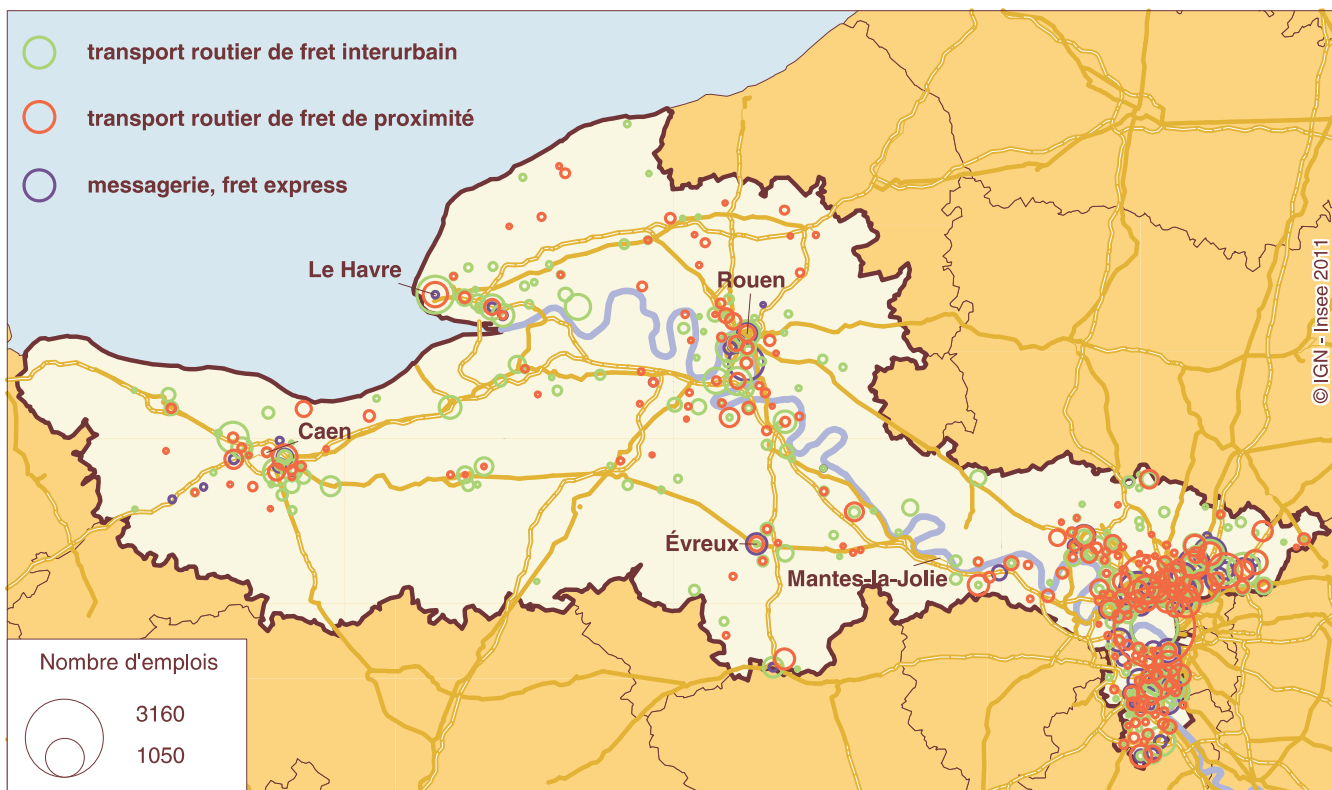 transport routier de fret interurbain
transport routier de fret de proximité
messagerie, fret express
Le Havre
Rouen
Caen
Évreux
Mantes-la-Jolie
Nombre d'emplois
3160
1050
© IGN - Insee 2011